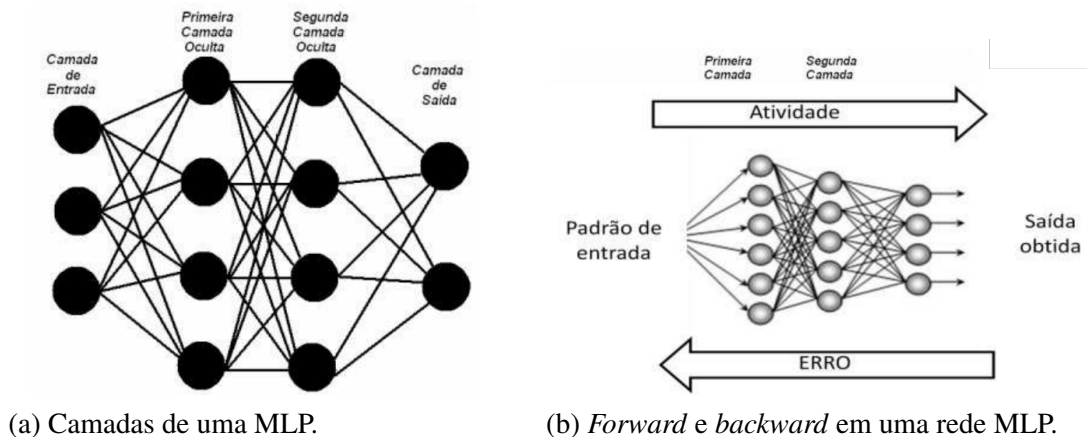 Camada
de
Entrada
Primeira
Camada
Oculta
Segunda
Camada
Oculta
Camada
de
Saída
(a) Camadas de uma MLP.
Primeira
Camada
Segunda
Camada
Atividade
Padrão de
entrada
Saída
obtida
ERRO
(b) Forward e backward em uma rede MLP.